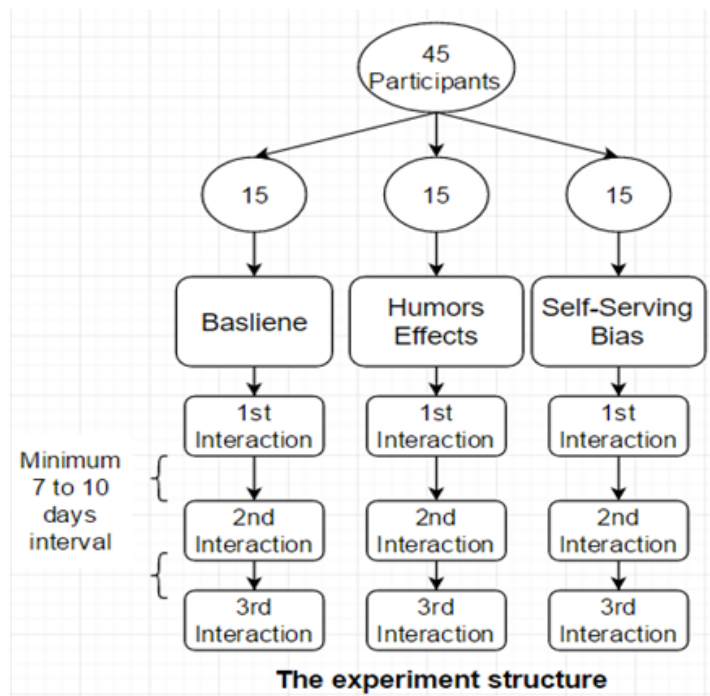 45
Participants
15
15
15
Basliene
Humors
Effects
Self-Serving
Bias
1st
Interaction
1st
Interaction
1st
Interaction
Minimum
7 to 10
days
interval
2nd
Interaction
2nd
Interaction
2nd
Interaction
3rd
Interaction
3rd
Interaction
3rd
Interaction
The experiment structure